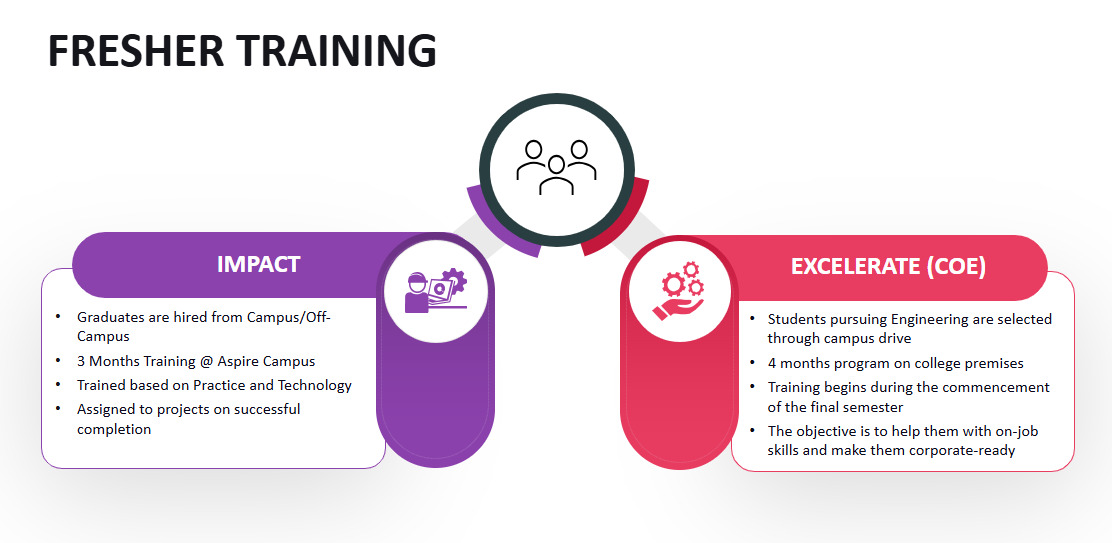 FRESHER TRAINING
IMPACT
• Graduates are hired from Campus/Off-
Campus
• 3 Months Training @ Aspire Campus
• Trained based on Practice and Technology
• Assigned to projects on successful
completion
EXCELERATE (COE)
• Students pursuing Engineering are selected
through campus drive
• 4 months program on college premises
• Training begins during the commencement
of the final semester
• The objective is to help them with on-job
skills and make them corporate-ready